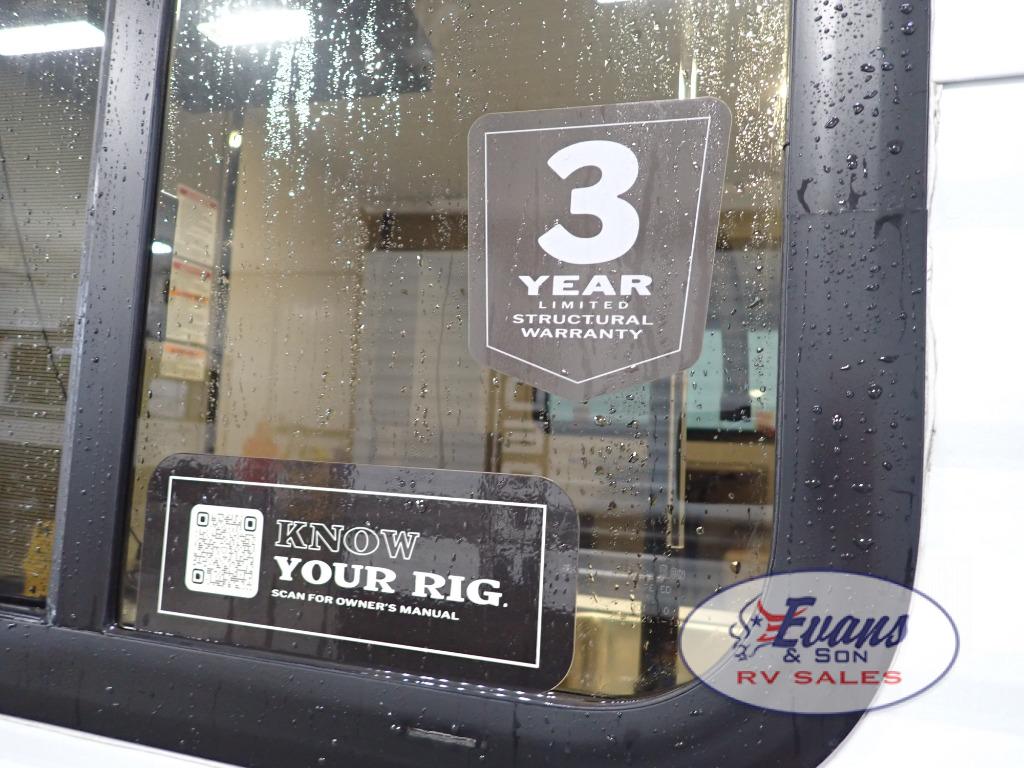 3
YEAR
LIMITED
STRUCTURAL
WARRANTY
KNOW
YOUR RIG.
SCAN FOR OWNER'S MANUAL
Evans
& SON
RV SALES